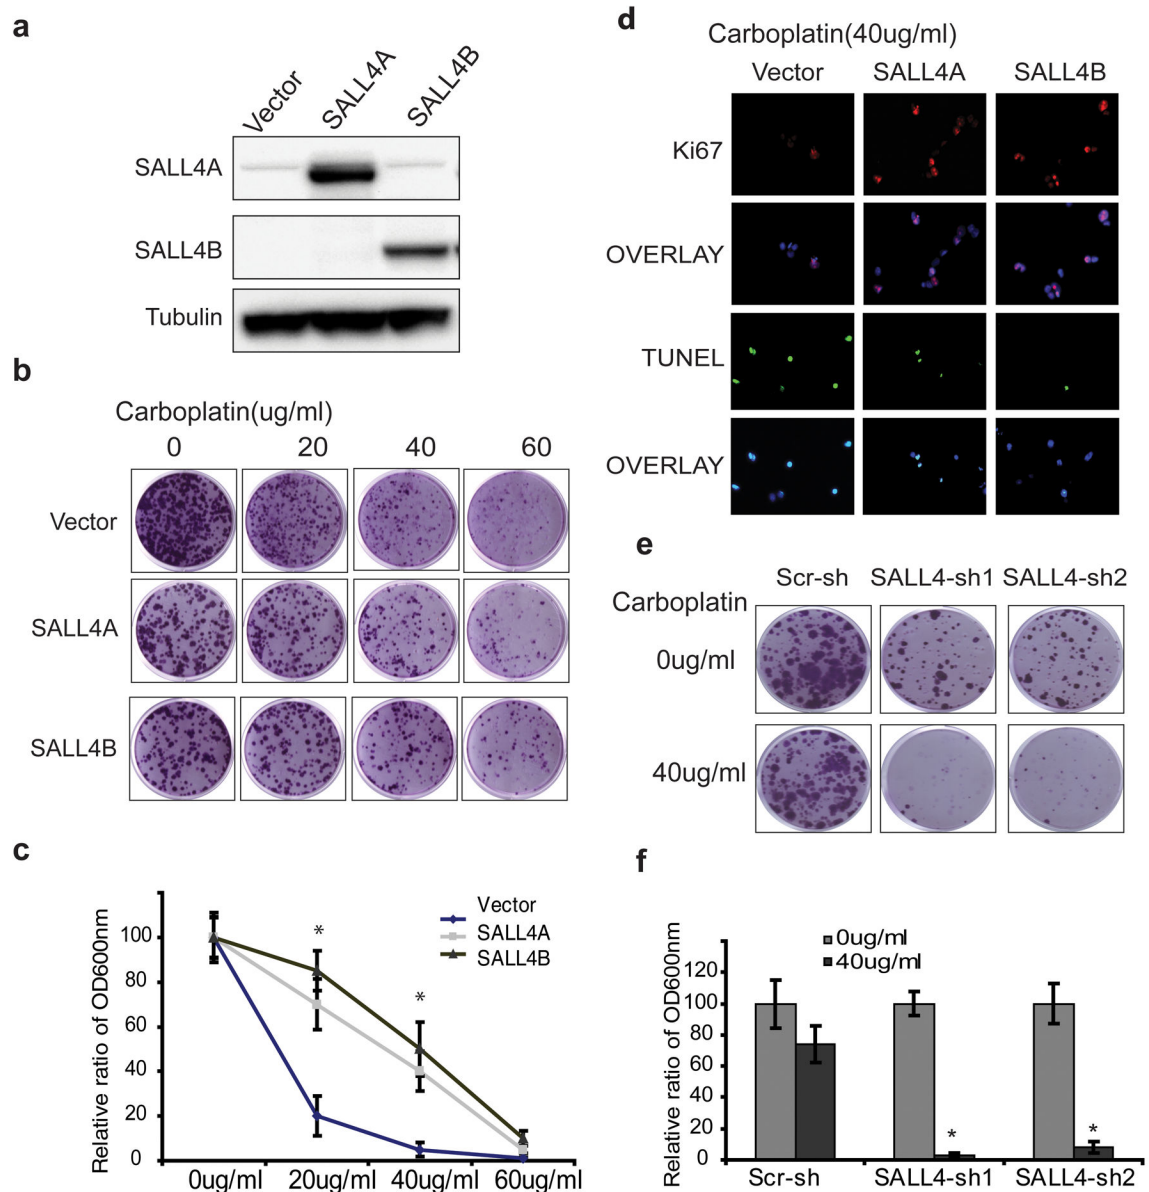 a
Vector
SALL4A
SALL4B
SALL4A
SALL4B
Tubulin
b
Carboplatin(ug/ml)
0 20 40 60
Vector
SALL4A
SALL4B
c
Relative ratio of OD600nm
100
80
60
40
20
0
*
*
Vector
SALL4A
SALL4B
0ug/ml 20ug/ml 40ug/ml 60ug/ml
d
Carboplatin(40ug/ml)
Vector SALL4A SALL4B
Ki67
OVERLAY
TUNEL
OVERLAY
e
Scr-sh SALL4-sh1 SALL4-sh2
Carboplatin
0ug/ml
40ug/ml
f
Relative ratio of OD600nm
0ug/ml
40ug/ml
120
100
80
60
40
20
0
*
*
Scr-sh SALL4-sh1 SALL4-sh2